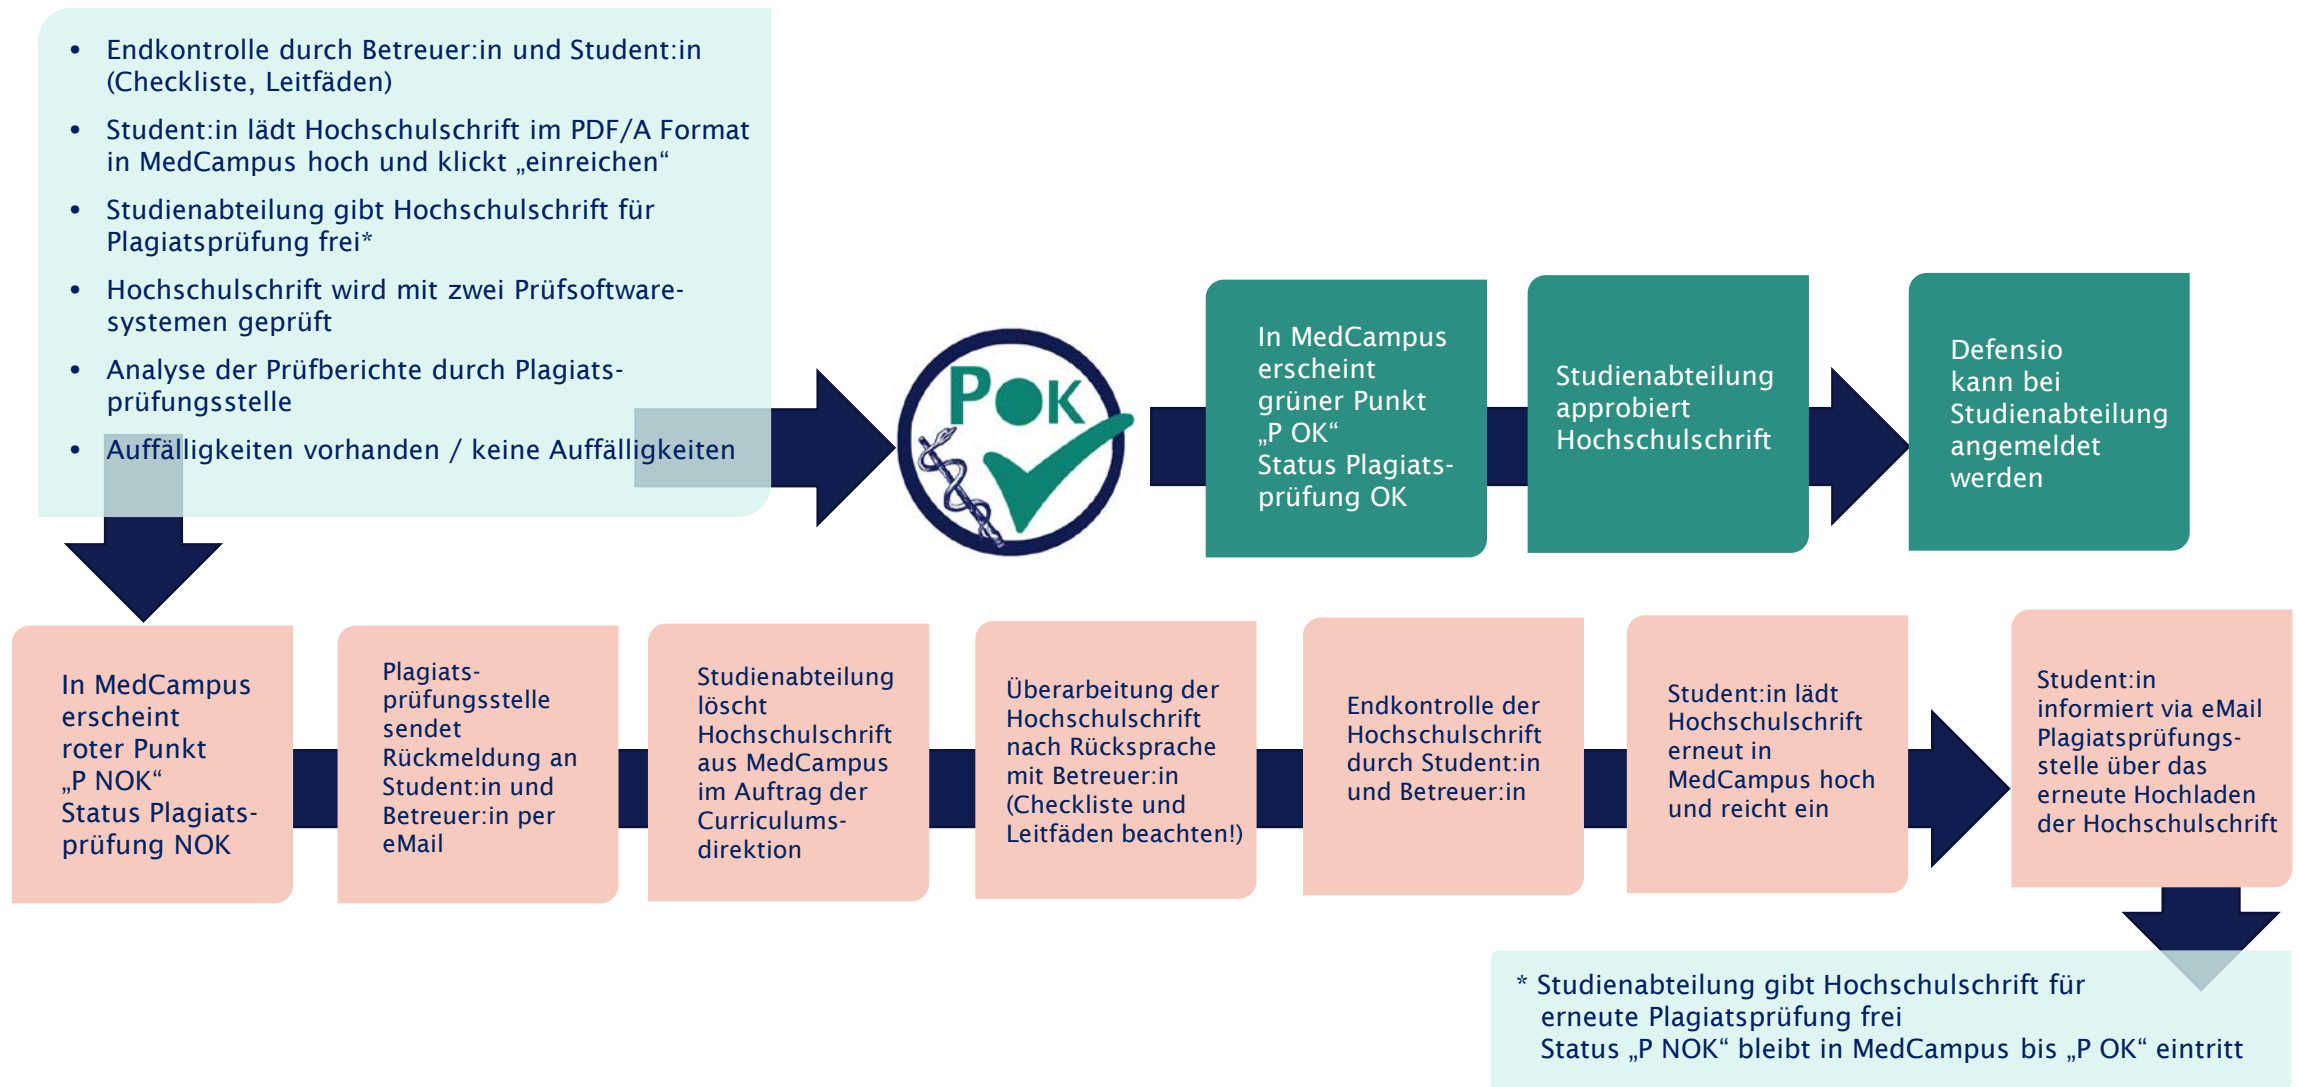 • Endkontrolle durch Betreuer:in und Student:in
(Checkliste, Leitfäden)
• Student:in lädt Hochschulschrift im PDF/A Format
in MedCampus hoch und klickt „einreichen“
• Studienabteilung gibt Hochschulschrift für
Plagiatsprüfung frei*
• Hochschulschrift wird mit zwei Prüfsoftware-
systemen geprüft
• Analyse der Prüfberichte durch Plagiats-
prüfungsstelle
• Auffälligkeiten vorhanden / keine Auffälligkeiten
P OK
In MedCampus
erscheint
grüner Punkt
„P OK“
Status Plagiats-
prüfung OK
Studienabteilung
approbiert
Hochschulschrift
Defensio
kann bei
Studienabteilung
angemeldet
werden
In MedCampus
erscheint
roter Punkt
„P NOK“
Status Plagiats-
prüfung NOK
Plagiats-
prüfungsstelle
sendet
Rückmeldung an
Student:in und
Betreuer:in per
eMail
Studienabteilung
löscht
Hochschulschrift
aus MedCampus
im Auftrag der
Curriculums-
direktion
Überarbeitung der
Hochschulschrift
nach Rücksprache
mit Betreuer:in
(Checkliste und
Leitfäden beachten!)
Endkontrolle der
Hochschulschrift
durch Student:in
und Betreuer:in
Student:in lädt
Hochschulschrift
erneut in
MedCampus hoch
und reicht ein
Student:in
informiert via eMail
Plagiatsprüfungs-
stelle über das
erneute Hochladen
der Hochschulschrift
* Studienabteilung gibt Hochschulschrift für
erneute Plagiatsprüfung frei
Status „P NOK“ bleibt in MedCampus bis „P OK“ eintritt